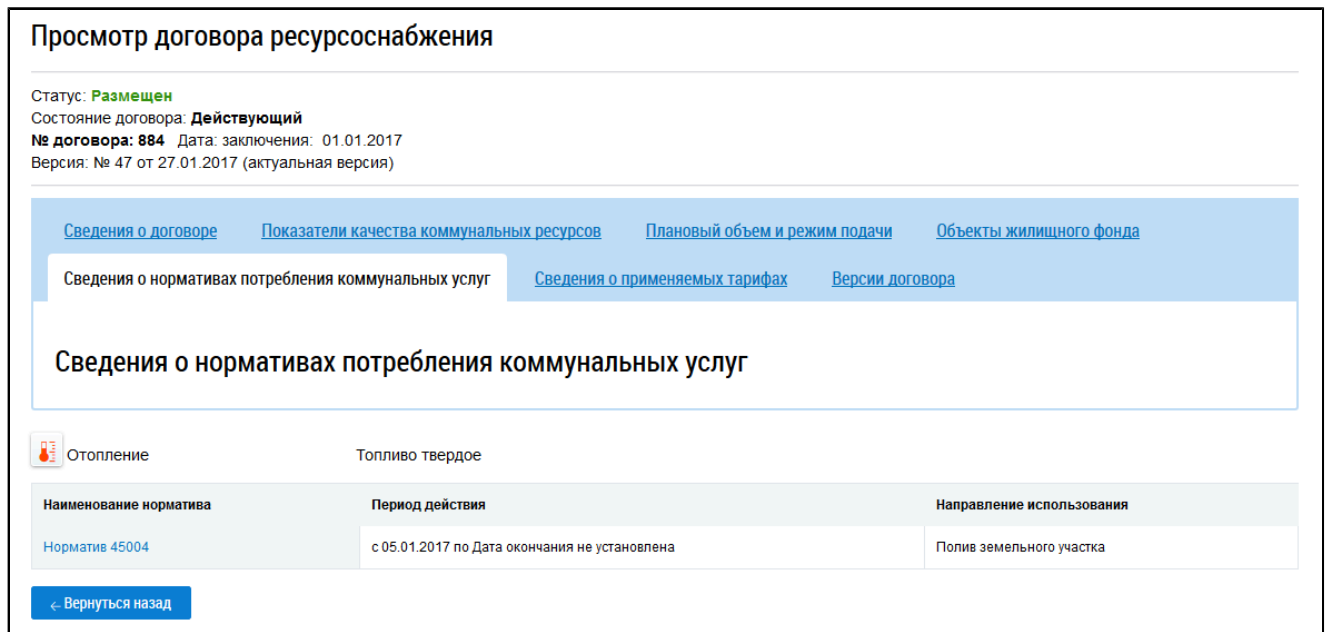 Просмотр договора ресурсоснабжения
Статус: Размещен
Состояние договора: Действующий
№ договора: 884 Дата: заключения: 01.01.2017
Версия: № 47 от 27.01.2017 (актуальная версия)
Сведения о договоре Показатели качества коммунальных ресурсов Плановый объем и режим подачи Объекты жилищного фонда
Сведения о нормативах потребления коммунальных услуг Сведения о применяемых тарифах Версии договора
Сведения о нормативах потребления коммунальных услуг
Отопление Топливо твердое
Наименование норматива Период действия Направление использования
Норматив 45004 с 05.01.2017 по Дата окончания не установлена Полив земельного участка
← Вернуться назад